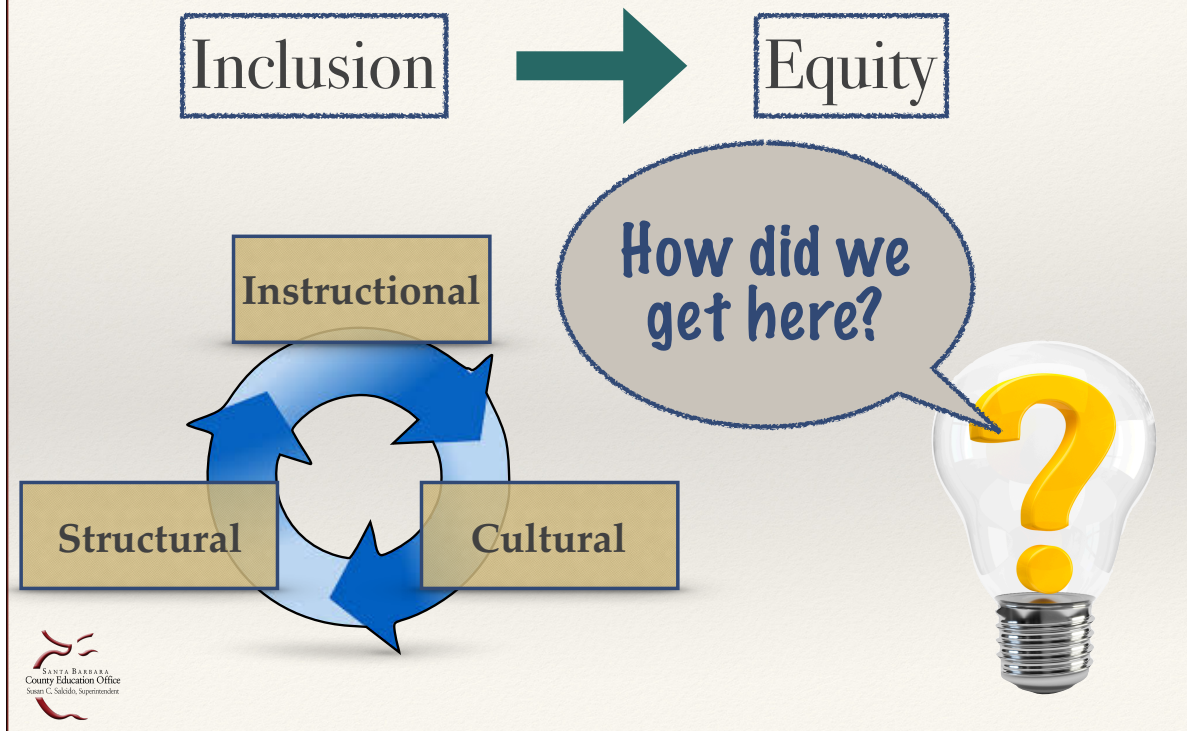 Inclusion
Equity
How did we
get here?
Instructional
Structural
Cultural
SANTA BARBARA
County Education Office
Susan C. Salcido, Superintendent